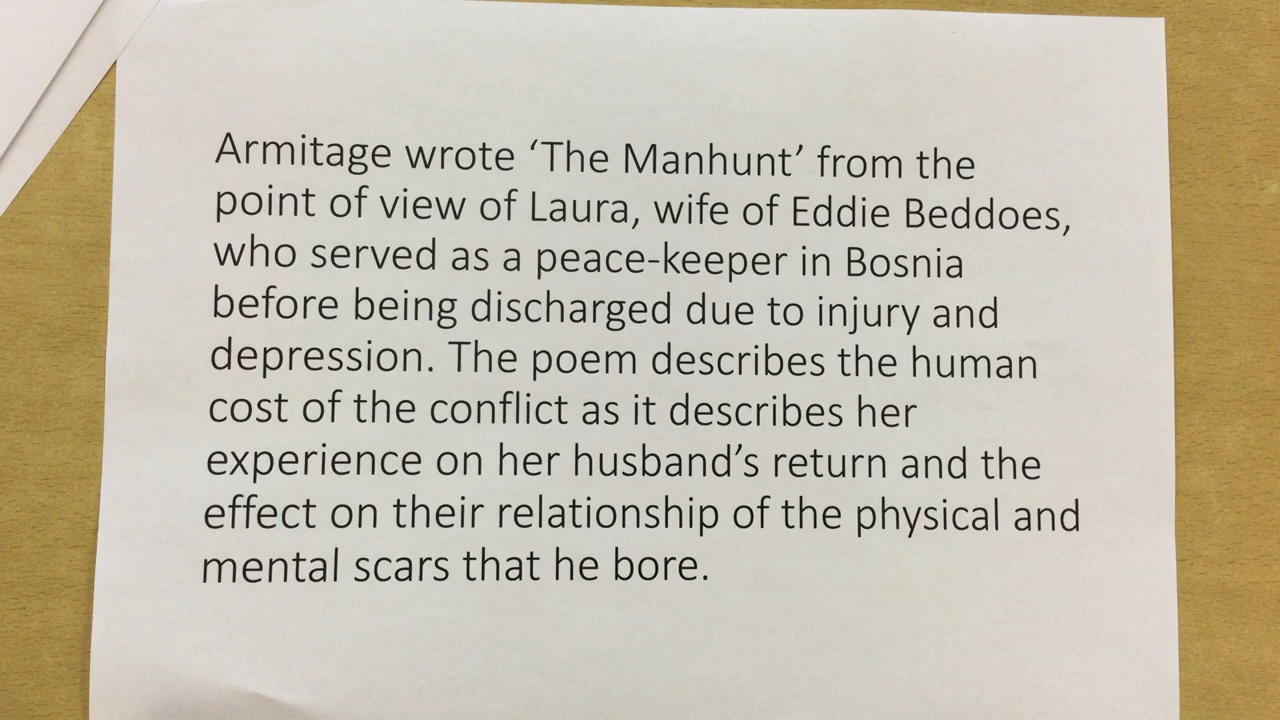 Armitage wrote ‘The Manhunt’ from the
point of view of Laura, wife of Eddie Beddoes,
who served as a peace-keeper in Bosnia
before being discharged due to injury and
depression. The poem describes the human
cost of the conflict as it describes her
experience on her husband’s return and the
effect on their relationship of the physical and
mental scars that he bore.